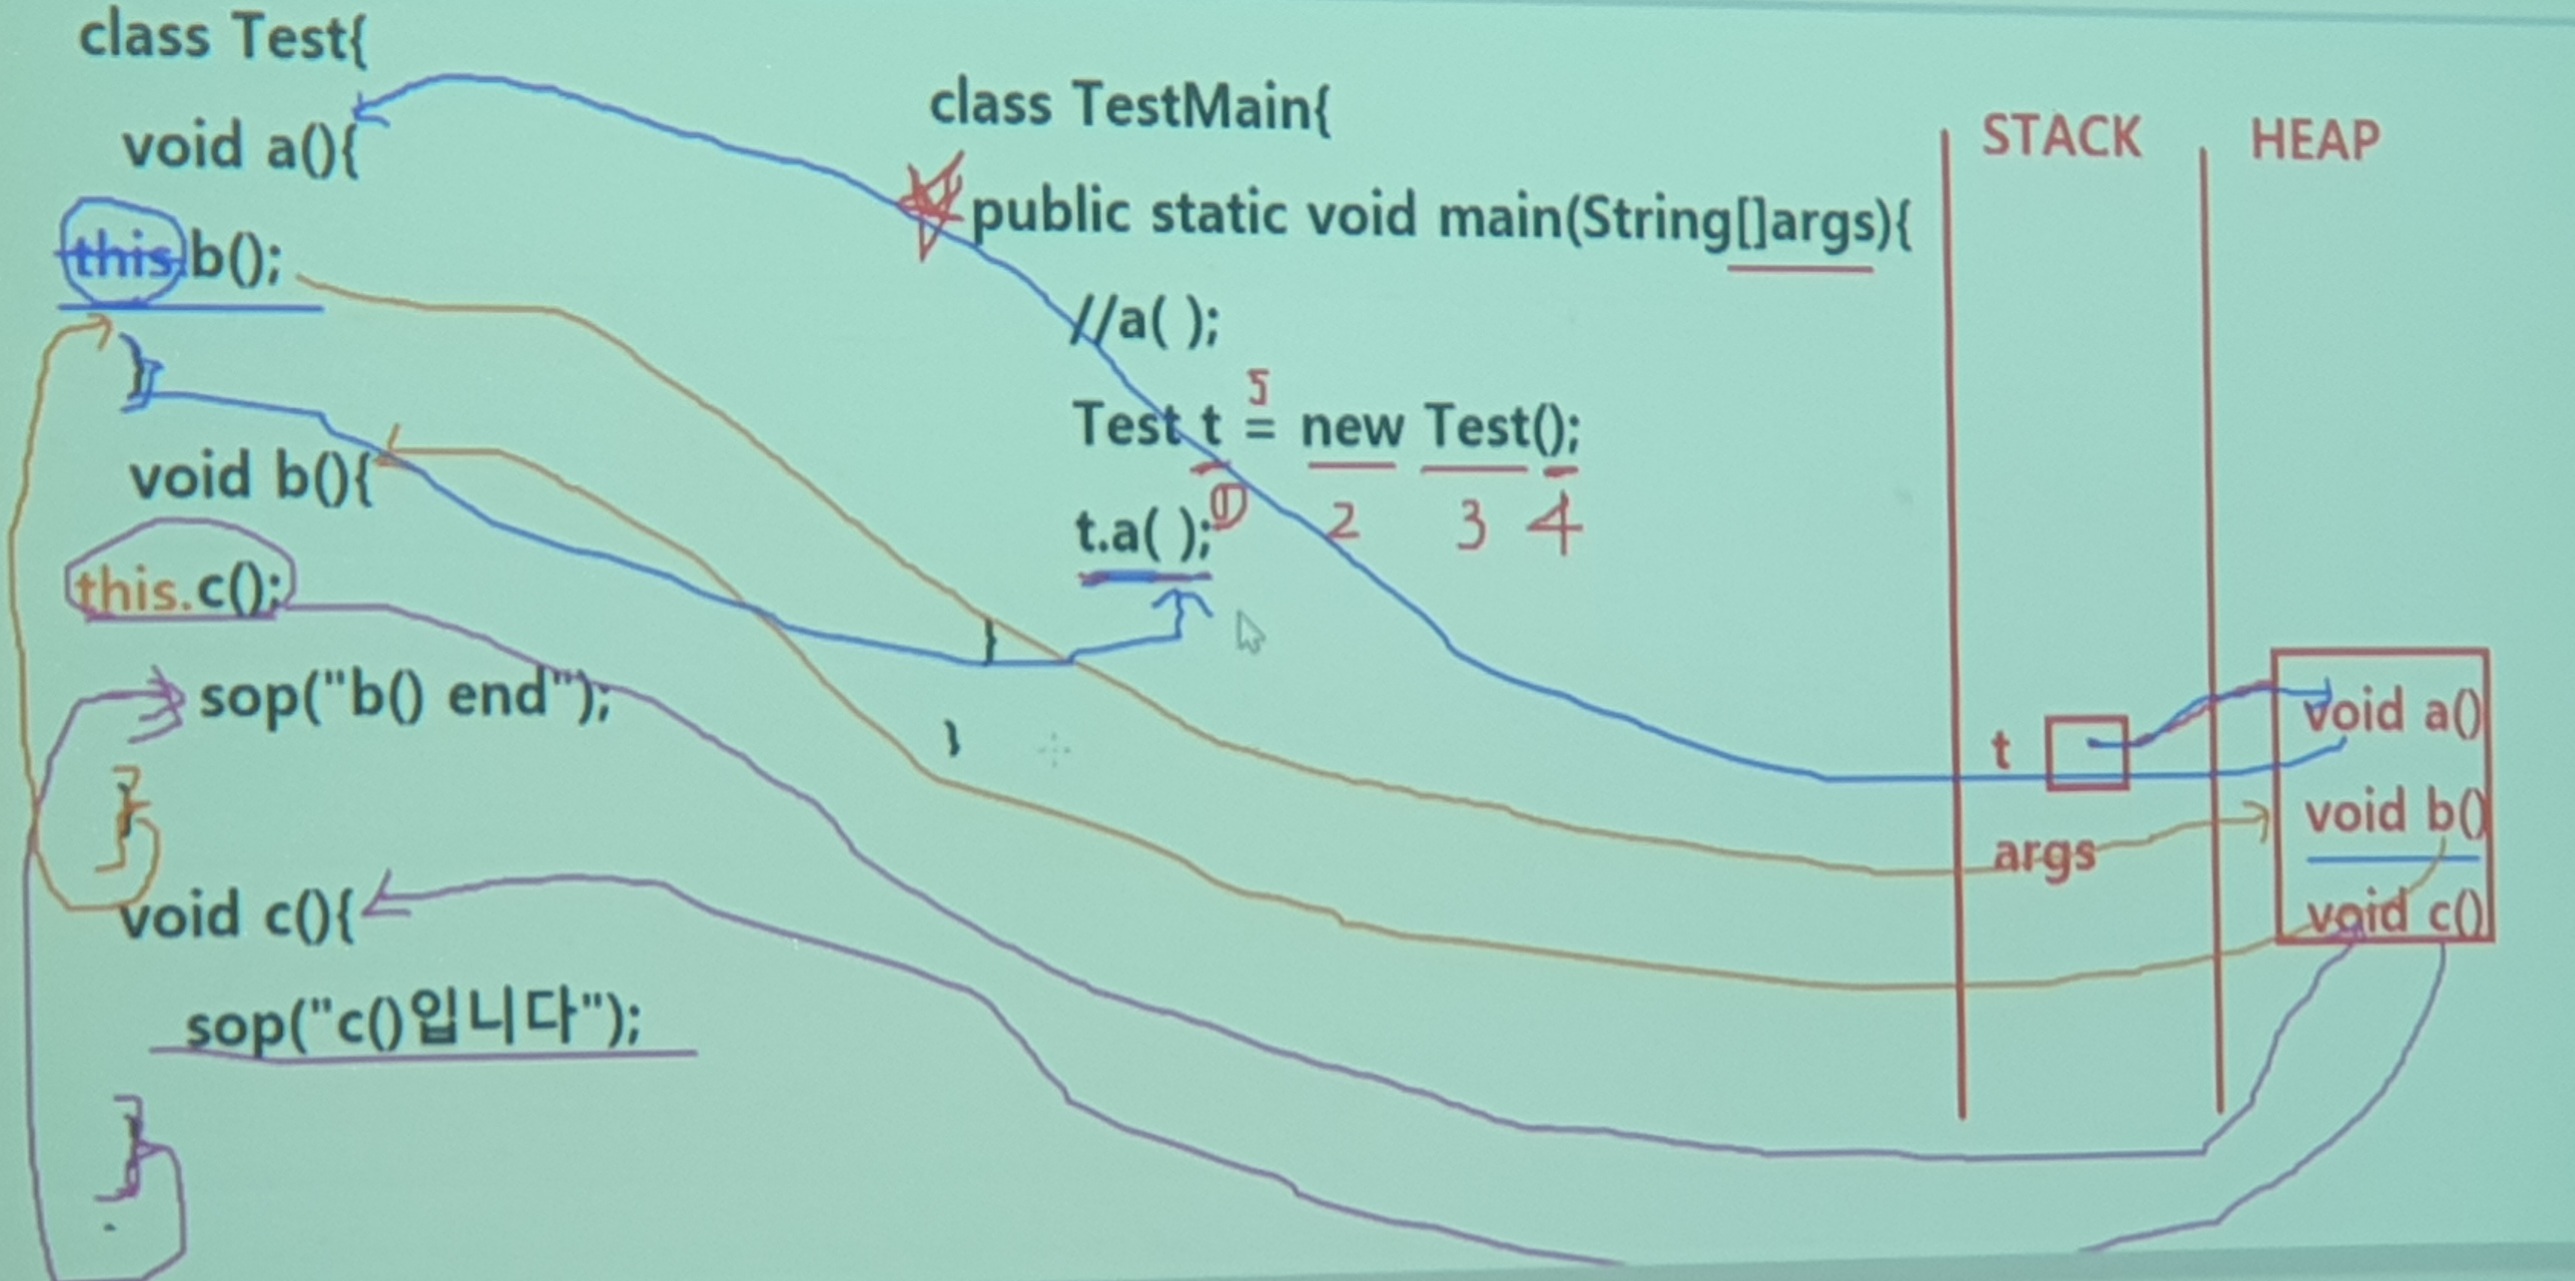 class Test{
void a(){
this.b();
}
void b(){
this.c();
sop("b() end");
}
void c(){
sop("c()입니다");
}
class TestMain{
public static void main(String[]args){
//a( );
5
Test t = new Test();
① 2 3 4
t.a( );
}
}
STACK
t
args
HEAP
void a()
void b()
void c()